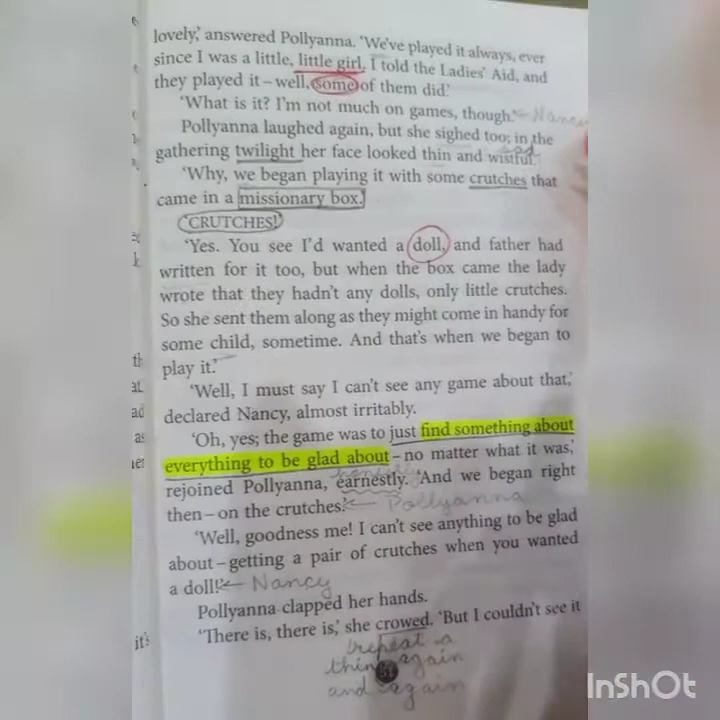 lovely,' answered Pollyanna. 'We've played it always, ever
since I was a little, little girl. I told the Ladies' Aid, and
they played it – well, some of them did.'
'What is it? I'm not much on games, though.' Nancy
Pollyanna laughed again, but she sighed too; in the
sad
gathering twilight her face looked thin and wistful.
'Why, we began playing it with some crutches that
came in a missionary box.'
'CRUTCHES!'
'Yes. You see I'd wanted a doll, and father had
written for it too, but when the box came the lady
wrote that they hadn't any dolls, only little crutches.
So she sent them along as they might come in handy for
some child, sometime. And that's when we began to
play it.'
'Well, I must say I can't see any game about that,'
declared Nancy, almost irritably.
'Oh, yes; the game was to just find something about
everything to be glad about – no matter what it was,'
honestly
rejoined Pollyanna, earnestly. 'And we began right
then – on the crutches.' Pollyanna
'Well, goodness me! I can't see anything to be glad
about – getting a pair of crutches when you wanted
a doll!' Nancy
Pollyanna clapped her hands.
'There is, there is,' she crowed. 'But I couldn't see it
it's
repeat a
thing again
and again
InShOt